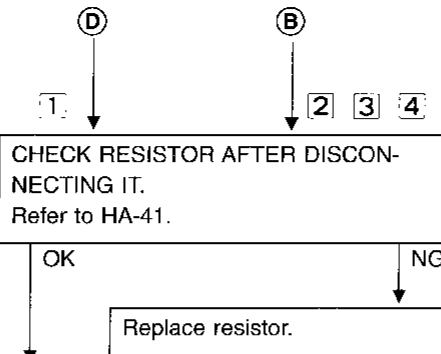 D B
1 2 3 4
CHECK RESISTOR AFTER DISCON-
NECTING IT.
Refer to HA-41.
OK NG
Replace resistor.